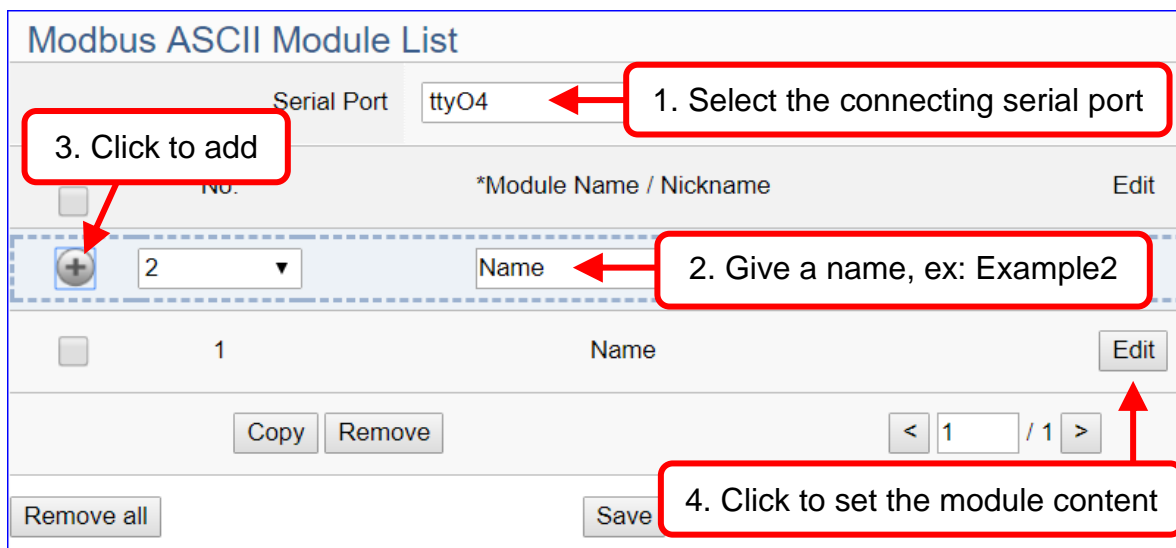 Modbus ASCII Module List
Serial Port ttyO4 1. Select the connecting serial port
3. Click to add
No. *Module Name / Nickname Edit
2 Name 2. Give a name, ex: Example2
1 Name Edit
Copy Remove < 1 / 1 >
4. Click to set the module content
Remove all Save